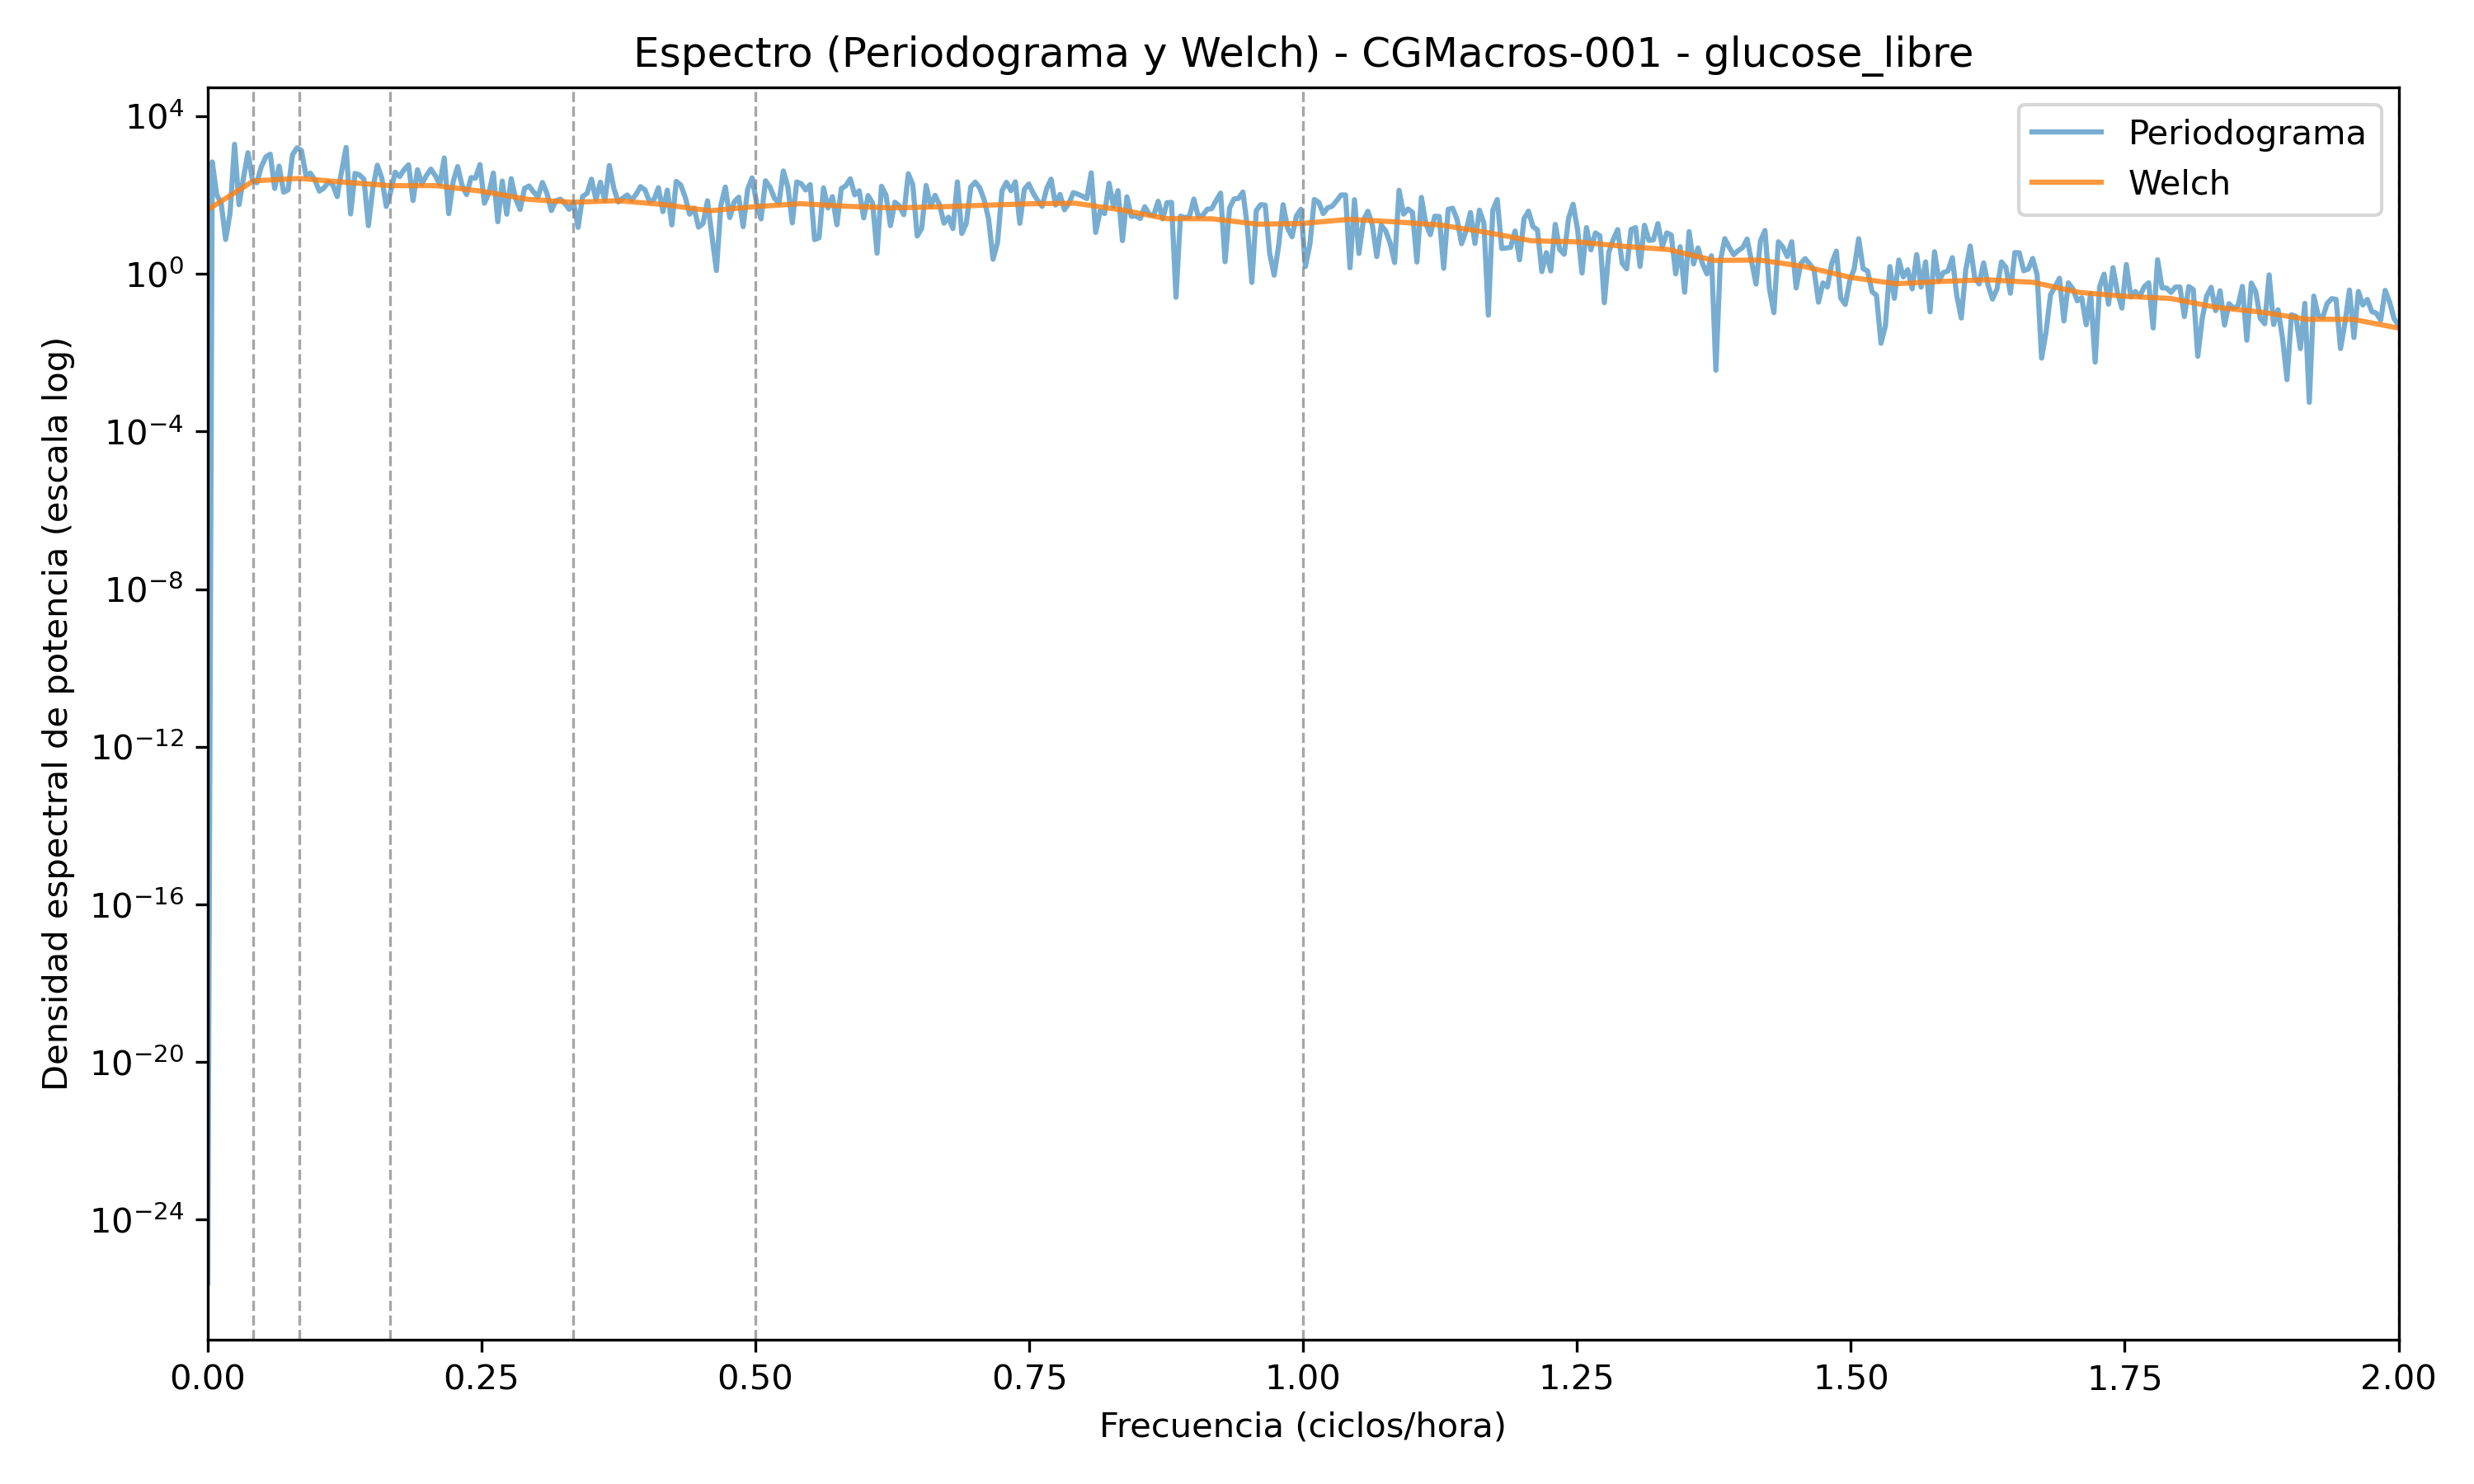 Espectro (Periodograma y Welch) - CGMacros-001 - glucose_libre
Periodograma
Welch
Densidad espectral de potencia (escala log)
10⁴
10⁰
10⁻⁴
10⁻⁸
10⁻¹²
10⁻¹⁶
10⁻²⁰
10⁻²⁴
0.00 0.25 0.50 0.75 1.00 1.25 1.50 1.75 2.00
Frecuencia (ciclos/hora)